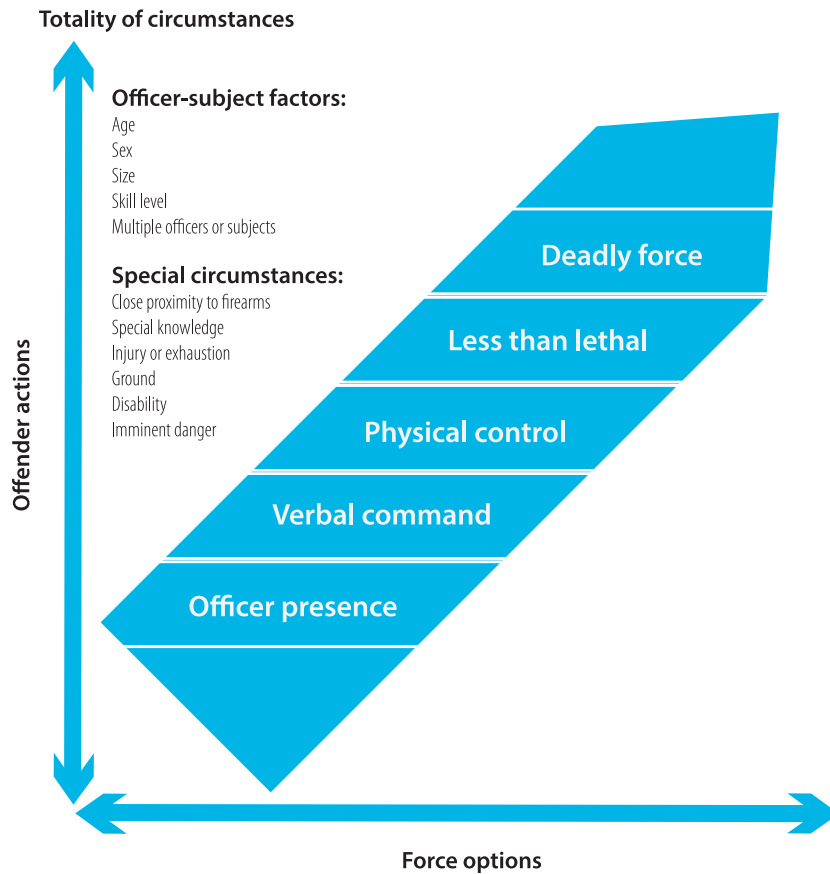 Totality of circumstances
Officer-subject factors:
Age
Sex
Size
Skill level
Multiple officers or subjects
Special circumstances:
Close proximity to firearms
Special knowledge
Injury or exhaustion
Ground
Disability
Imminent danger
Offender actions
Deadly force
Less than lethal
Physical control
Verbal command
Officer presence
Force options